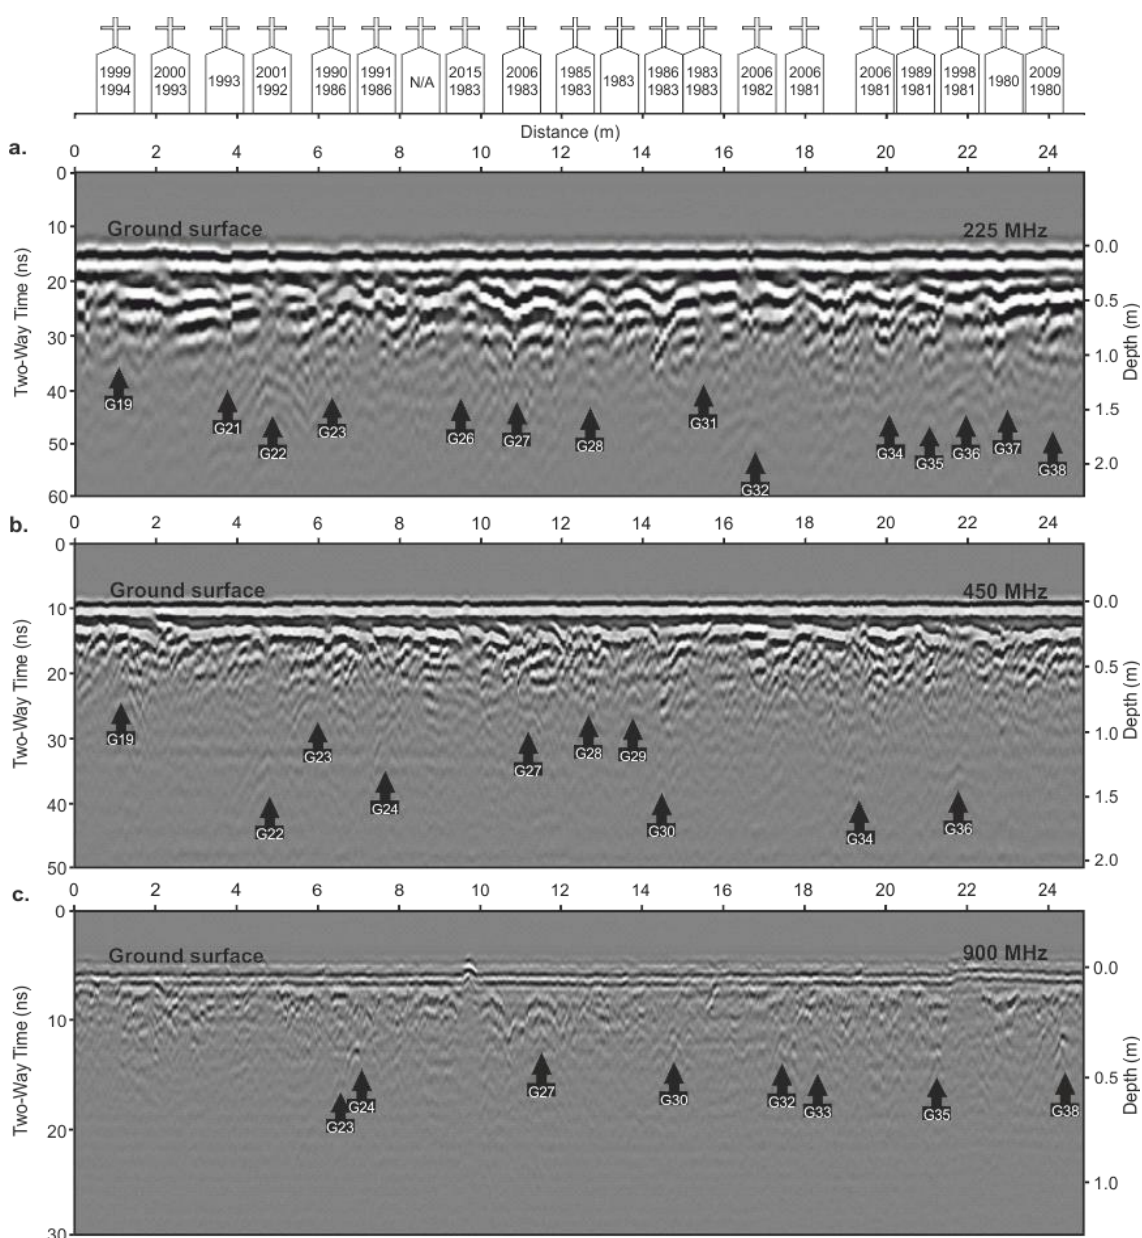 1999 2000 1993 2001 1990 1991 N/A 2015 2006 1985 1983 1986 1983 2006 2006 2006 1989 1998 1980 2009
1994 1993 1992 1986 1986 1983 1983 1983 1983 1983 1982 1981 1981 1981 1981 1980
Distance (m)
a.
0 2 4 6 8 10 12 14 16 18 20 22 24
0
Ground surface 225 MHz
10
20
30
40
50
60
Two-Way Time (ns)
0.0
0.5
1.0
1.5
2.0
Depth (m)
G19 G21 G22 G23 G26 G27 G28 G31 G32 G34 G35 G36 G37 G38
b.
0 2 4 6 8 10 12 14 16 18 20 22 24
0
Ground surface 450 MHz
10
20
30
40
50
Two-Way Time (ns)
0.0
0.5
1.0
1.5
2.0
Depth (m)
G19 G22 G23 G24 G27 G28 G29 G30 G34 G36
c.
0 2 4 6 8 10 12 14 16 18 20 22 24
0
Ground surface 900 MHz
10
20
30
Two-Way Time (ns)
0.0
0.5
1.0
Depth (m)
G23 G24 G27 G30 G32 G33 G35 G38